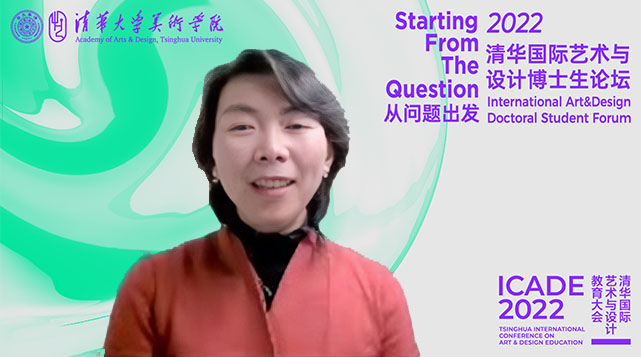 清华大学美術学院
Academy of Arts & Design, Tsinghua University
Starting
From
The
Question
从问题出发
2022
清华国际艺术与
设计博士生论坛
International Art&Design
Doctoral Student Forum
ICADE
2022
TSINGHUA INTERNATIONAL
CONFERENCE ON
ART & DESIGN EDUCATION
清华国际
艺术与设计
教育大会